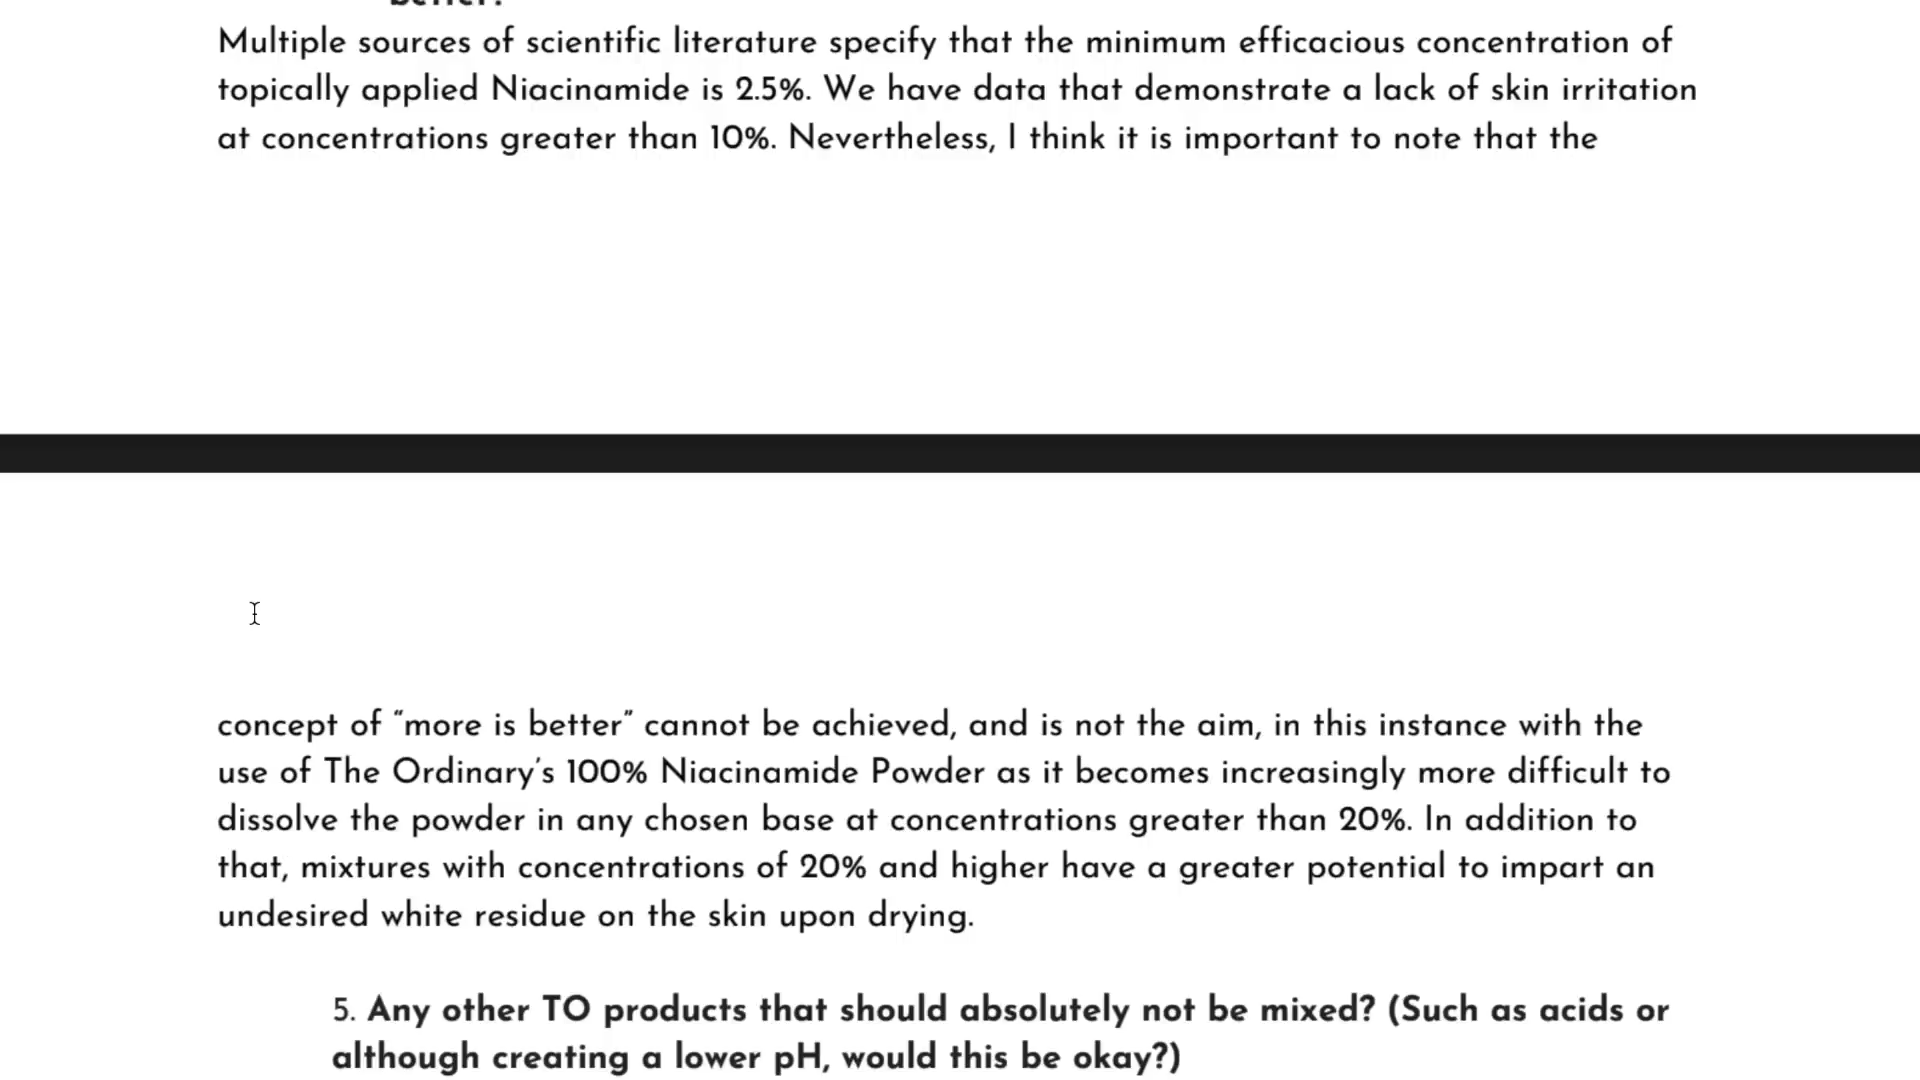 better?
Multiple sources of scientific literature specify that the minimum efficacious concentration of
topically applied Niacinamide is 2.5%. We have data that demonstrate a lack of skin irritation
at concentrations greater than 10%. Nevertheless, I think it is important to note that the
concept of “more is better” cannot be achieved, and is not the aim, in this instance with the
use of The Ordinary’s 100% Niacinamide Powder as it becomes increasingly more difficult to
dissolve the powder in any chosen base at concentrations greater than 20%. In addition to
that, mixtures with concentrations of 20% and higher have a greater potential to impart an
undesired white residue on the skin upon drying.
5. Any other TO products that should absolutely not be mixed? (Such as acids or
although creating a lower pH, would this be okay?)